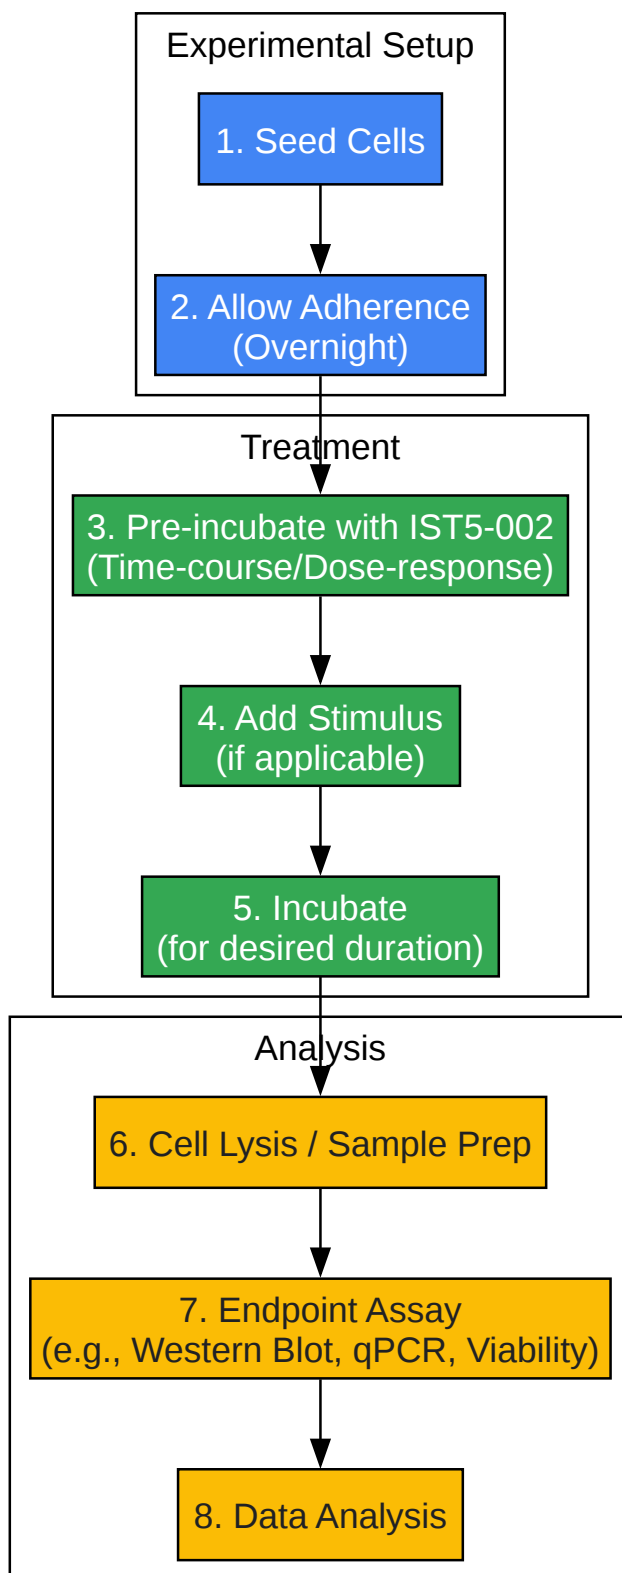 Experimental Setup
1. Seed Cells
2. Allow Adherence
(Overnight)
Treatment
3. Pre-incubate with IST5-002
(Time-course/Dose-response)
4. Add Stimulus
(if applicable)
5. Incubate
(for desired duration)
Analysis
6. Cell Lysis / Sample Prep
7. Endpoint Assay
(e.g., Western Blot, qPCR, Viability)
8. Data Analysis